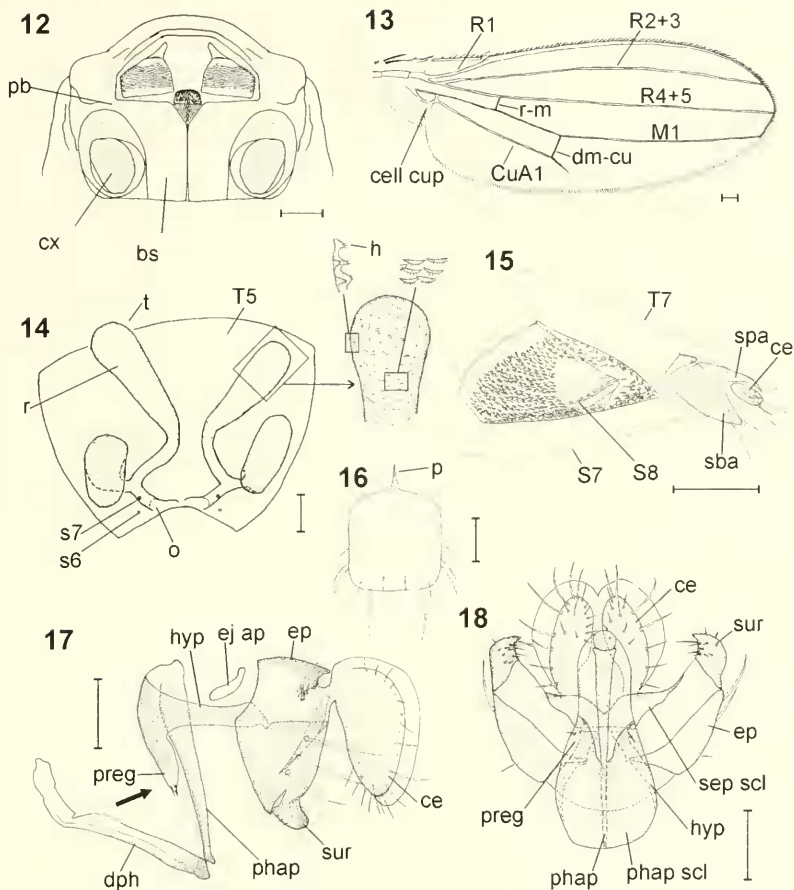 12
pb
cx
bs
13
R1
R2+3
R4+5
r-m
M1
cell cup
CuA1
dm-cu
14
t
T5
r
s7
s6
o
h
15
T7
spa
ce
S7
S8
sba
16
p
17
hyp
ej ap
ep
preg
dph
phap
sur
ce
18
ce
sur
ep
sep scl
preg
hyp
phap
phap scl